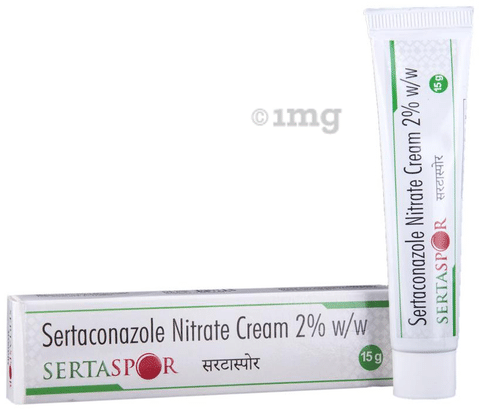 ©1mg
Sertaconazole Nitrate Cream 2% w/w
SERTASPOR सरटास्पोर
15g
Sertaconazole Nitrate Cream 2% w/w
SERTASPOR सरटास्पोर
15g